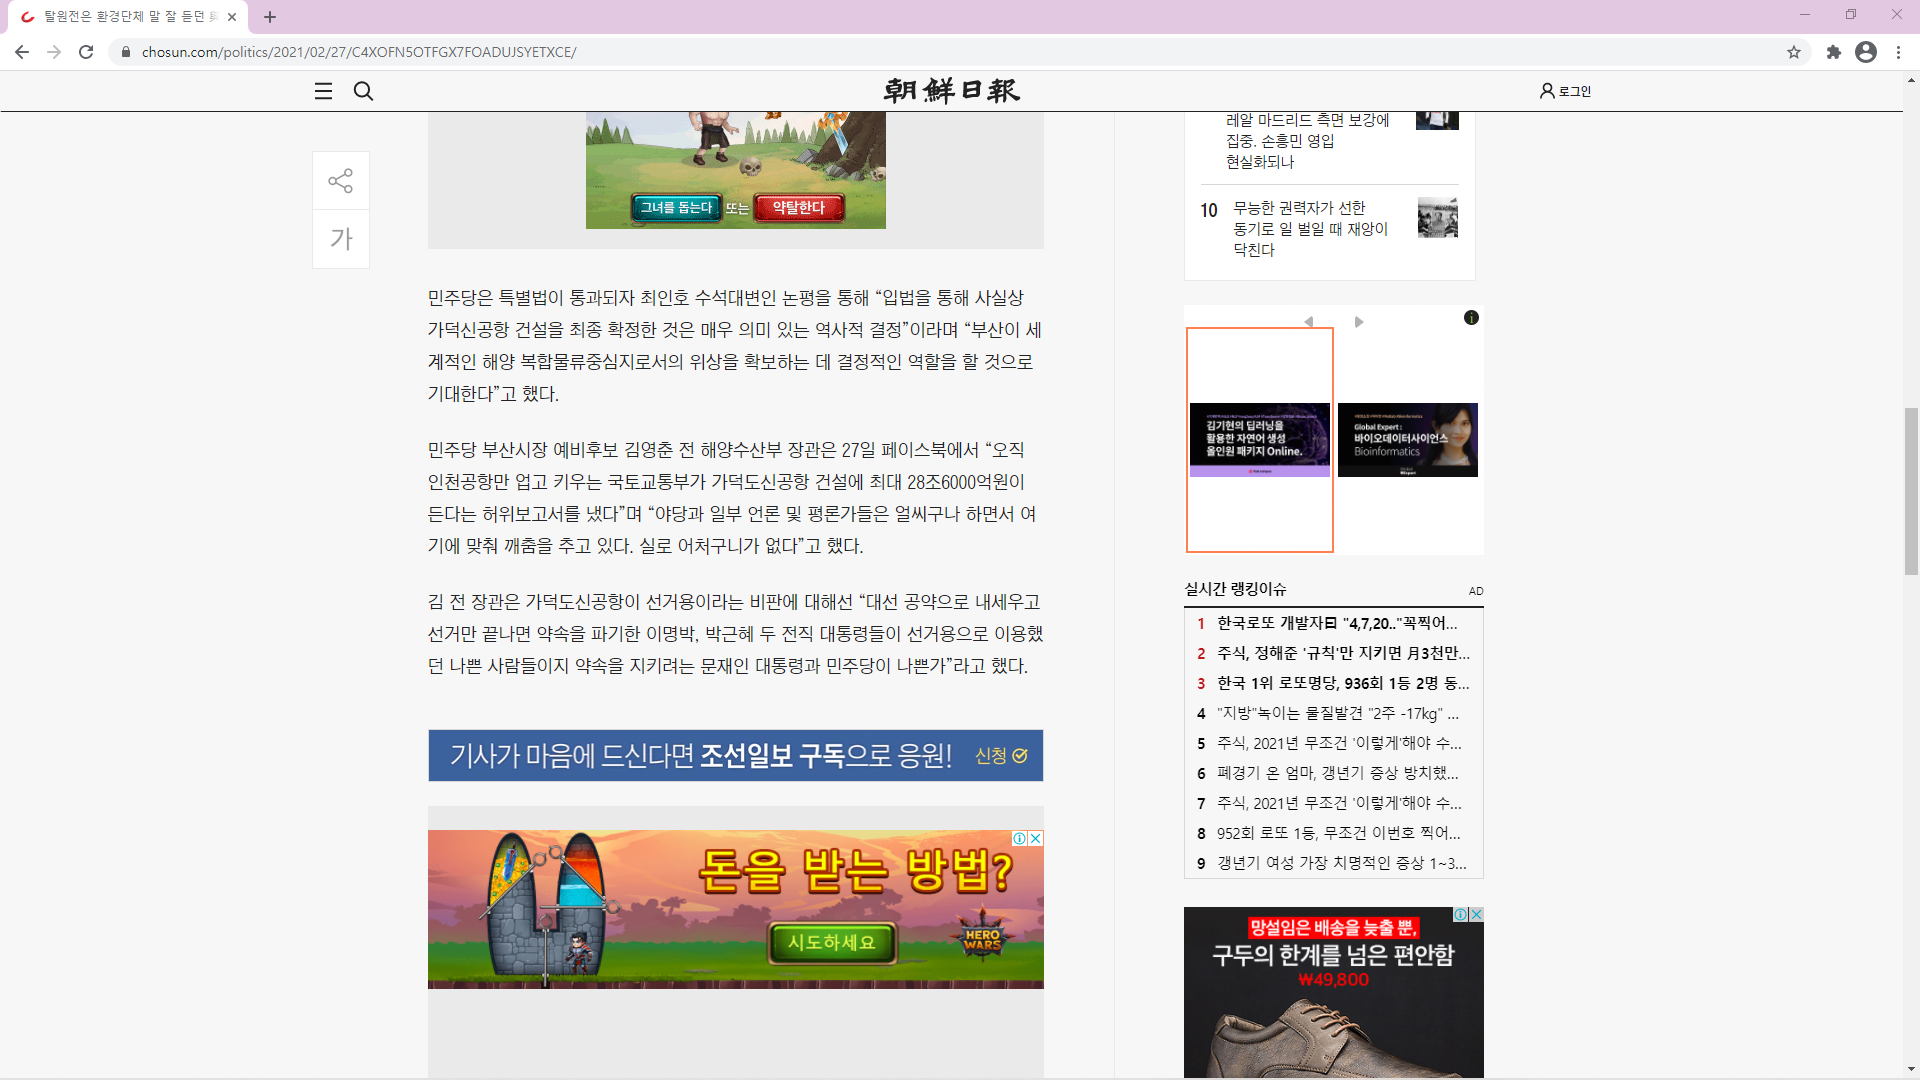 탈원전은 환경단체 말 잘 듣던
chosun.com/politics/2021/02/27/C4XOFN5OTFGX7FOADUJSYETXCE/
朝鮮日報
로그인
가
그녀를 돕는다 또는 약탈한다
민주당은 특별법이 통과되자 최인호 수석대변인 논평을 통해 “입법을 통해 사실상
가덕신공항 건설을 최종 확정한 것은 매우 의미 있는 역사적 결정”이라며 “부산이 세
계적인 해양 복합물류중심지로서의 위상을 확보하는 데 결정적인 역할을 할 것으로
기대한다”고 했다.
민주당 부산시장 예비후보 김영춘 전 해양수산부 장관은 27일 페이스북에서 “오직
인천공항만 업고 키우는 국토교통부가 가덕도신공항 건설에 최대 28조6000억원이
든다는 허위보고서를 냈다”며 “야당과 일부 언론 및 평론가들은 얼씨구나 하면서 여
기에 맞춰 깨춤을 추고 있다. 실로 어처구니가 없다”고 했다.
김 전 장관은 가덕도신공항이 선거용이라는 비판에 대해선 “대선 공약으로 내세우고
선거만 끝나면 약속을 파기한 이명박, 박근혜 두 전직 대통령들이 선거용으로 이용했
던 나쁜 사람들이지 약속을 지키려는 문재인 대통령과 민주당이 나쁜가”라고 했다.
기사가 마음에 드신다면 조선일보 구독으로 응원! 신청
돈을 받는 방법?
시도하세요
HERO
WARS
레알 마드리드 측면 보강에
집중. 손흥민 영입
현실화되나
10 무능한 권력자가 선한
동기로 일 벌일 때 재앙이
닥친다
김기현의 딥러닝을
활용한 자연어 생성
올인원 패키지 Online.
Global Expert :
바이오데이터사이언스
Bioinformatics
실시간 랭킹이슈 AD
1 한국로또 개발자曰 "4,7,20.."꼭찍어...
2 주식, 정해준 '규칙'만 지키면 月3천만...
3 한국 1위 로또명당, 936회 1등 2명 동...
4 "지방"녹이는 물질발견 "2주 -17kg" ...
5 주식, 2021년 무조건 '이렇게'해야 수...
6 폐경기 온 엄마, 갱년기 증상 방치했...
7 주식, 2021년 무조건 '이렇게'해야 수...
8 952회 로또 1등, 무조건 이번호 찍어...
9 갱년기 여성 가장 치명적인 증상 1~3...
망설임은 배송을 늦출 뿐,
구두의 한계를 넘은 편안함
₩49,800